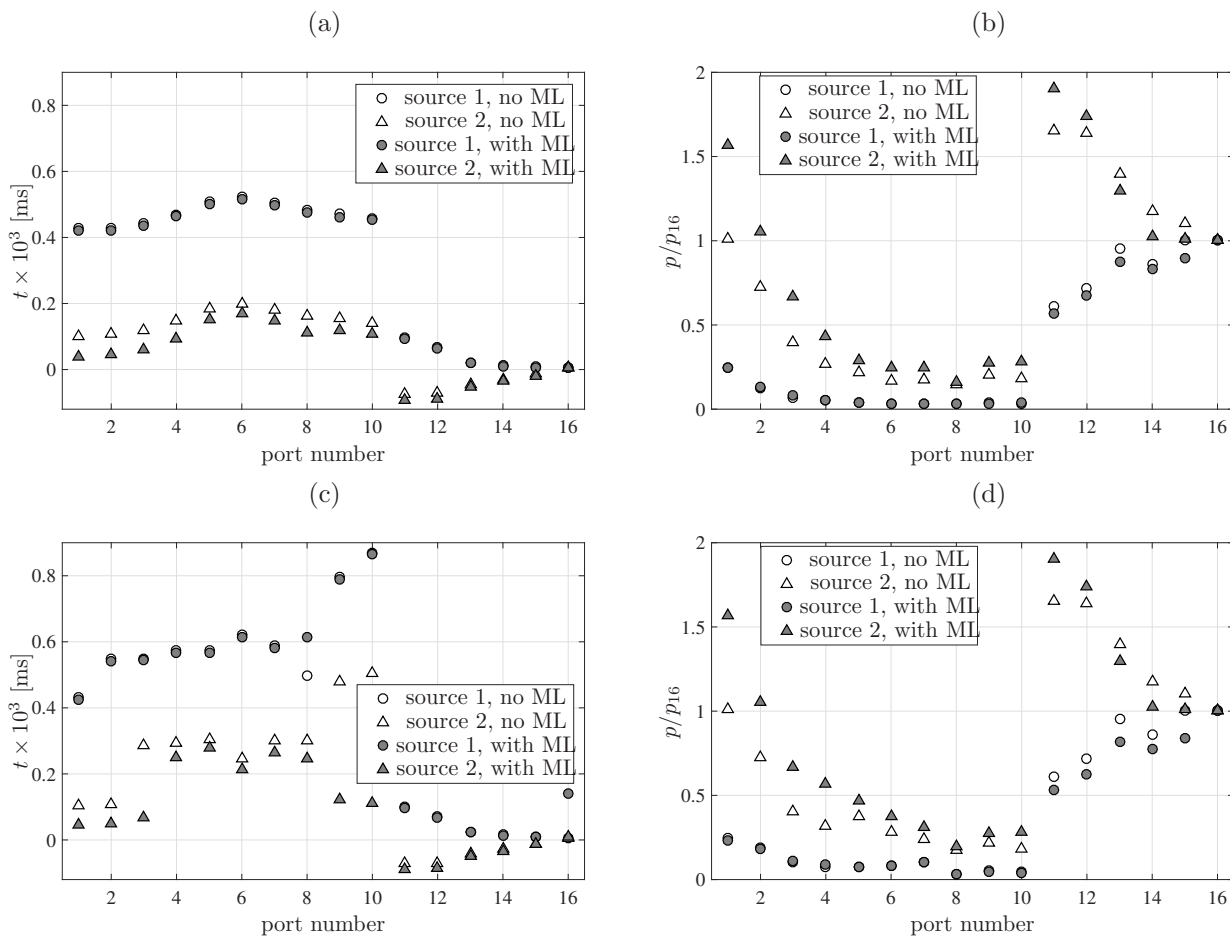 (a)
0.8
0.6
0.4
0.2
0
t × 10³ [ms]
source 1, no ML
source 2, no ML
source 1, with ML
source 2, with ML
2 4 6 8 10 12 14 16
port number
(b)
2
1.5
1
0.5
0
p/p₁₆
source 1, no ML
source 2, no ML
source 1, with ML
source 2, with ML
2 4 6 8 10 12 14 16
port number
(c)
0.8
0.6
0.4
0.2
0
t × 10³ [ms]
source 1, no ML
source 2, no ML
source 1, with ML
source 2, with ML
2 4 6 8 10 12 14 16
port number
(d)
2
1.5
1
0.5
0
p/p₁₆
source 1, no ML
source 2, no ML
source 1, with ML
source 2, with ML
2 4 6 8 10 12 14 16
port number